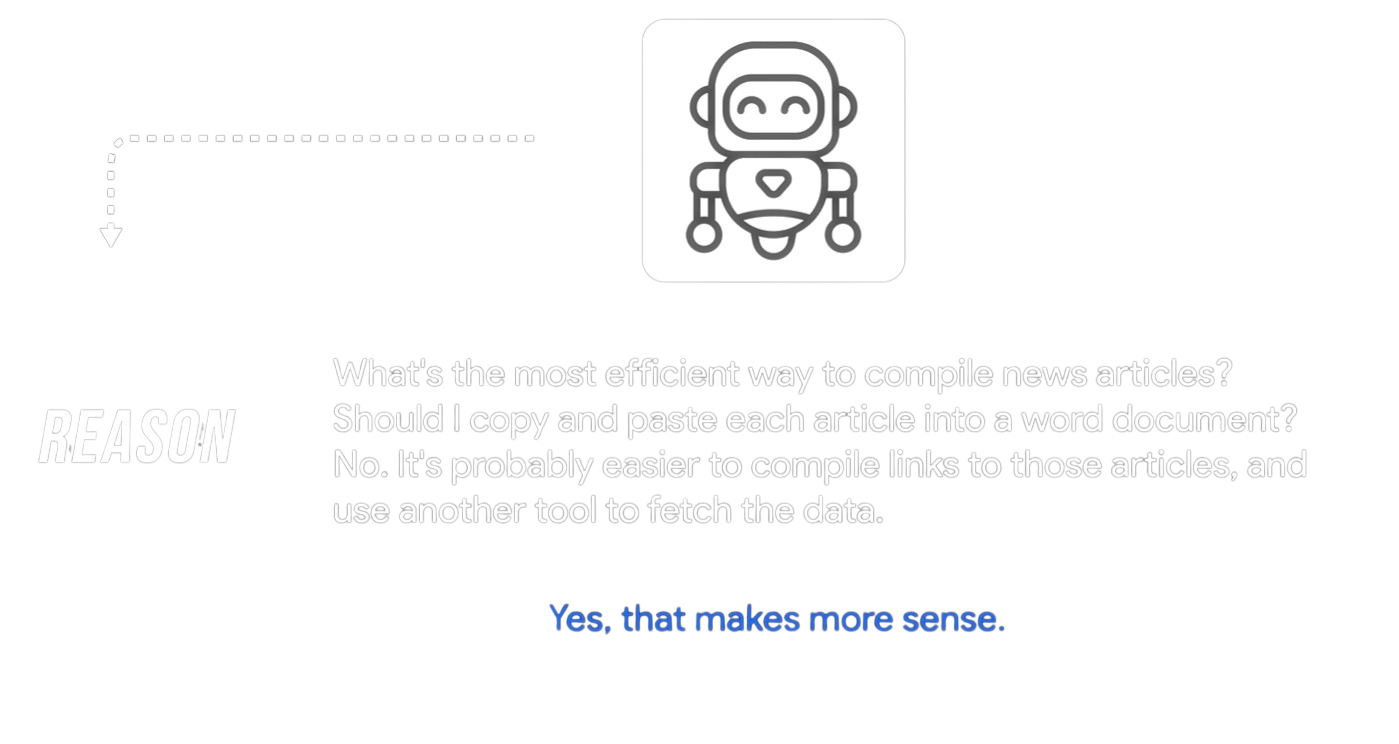 REASON
What's the most efficient way to compile news articles?
Should I copy and paste each article into a word document?
No. It's probably easier to compile links to those articles, and
use another tool to fetch the data.
Yes, that makes more sense.